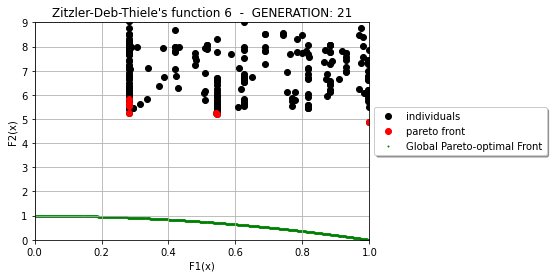 Zitzler-Deb-Thiele's function 6 - GENERATION: 21
9
8
7
6
5
4
3
2
1
0
F2(x)
0.0 0.2 0.4 0.6 0.8 1.0
F1(x)
individuals
pareto front
Global Pareto-optimal Front